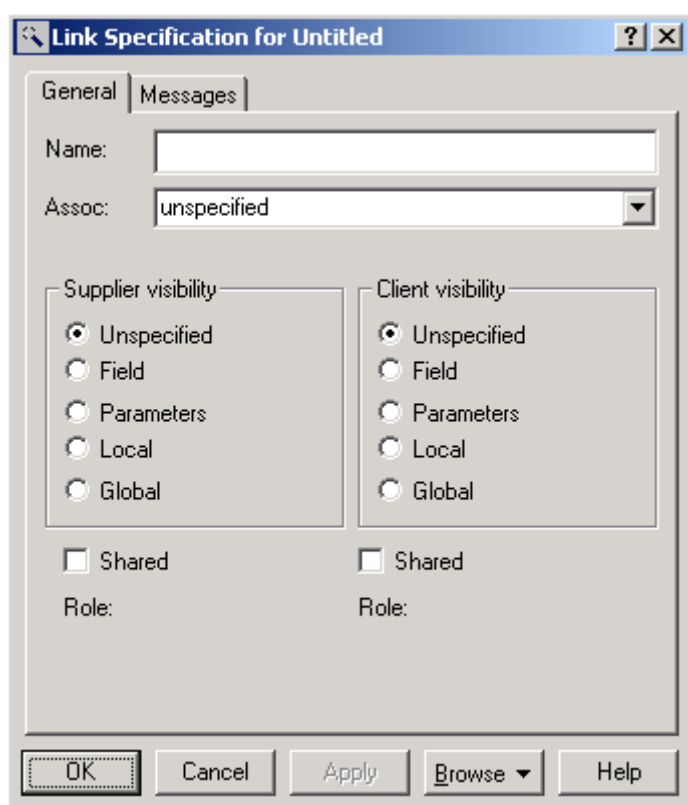 Link Specification for Untitled
General Messages
Name:
Assoc: unspecified
Supplier visibility Client visibility
Unspecified Unspecified
Field Field
Parameters Parameters
Local Local
Global Global
Shared Shared
Role: Role:
OK Cancel Apply Browse Help